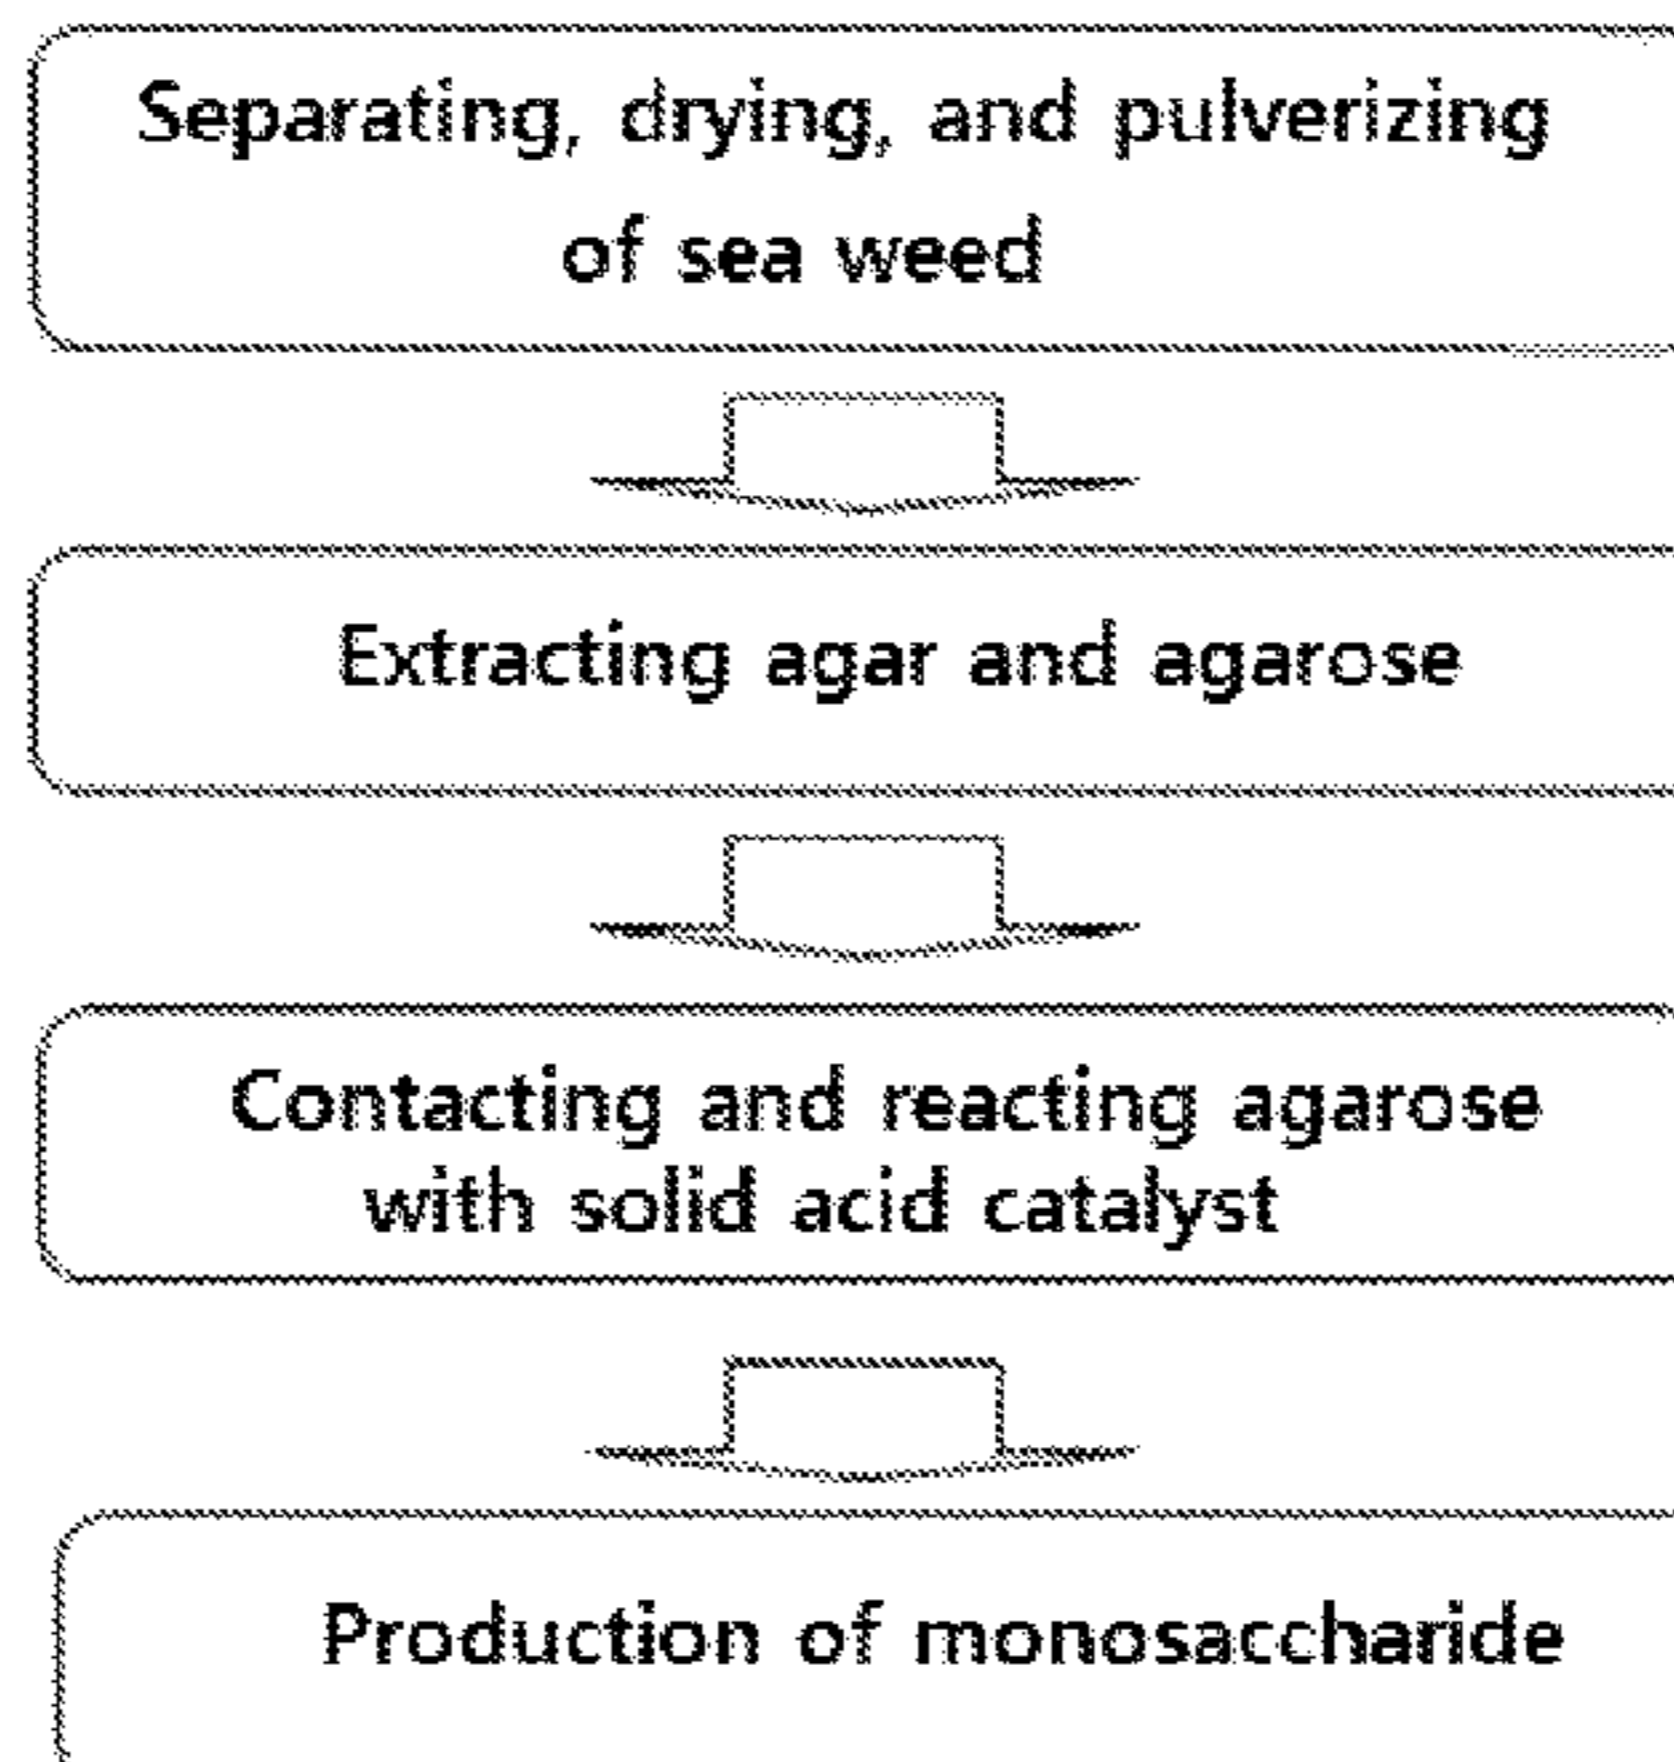 Separating, drying, and pulverizing
of sea weed
Extracting agar and agarose
Contacting and reacting agarose
with solid acid catalyst
Production of monosaccharide